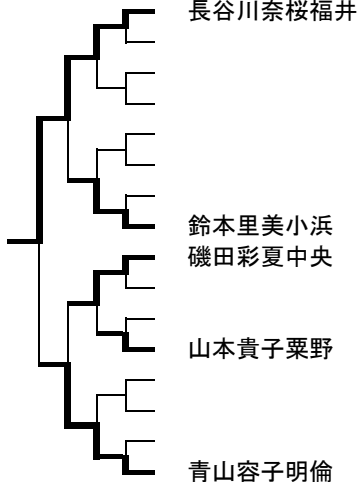 長谷川奈桜福井
鈴木里美小浜
磯田彩夏中央
山本貴子粟野
青山容子明倫